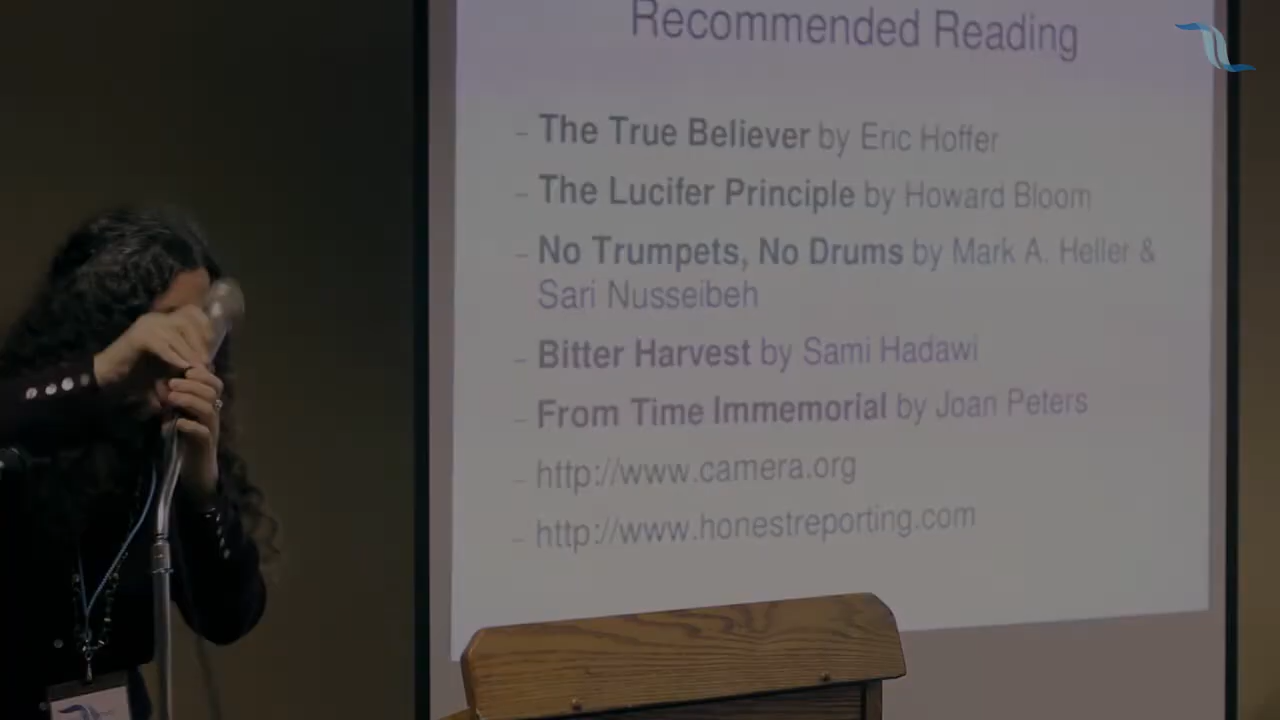 Recommended Reading
– The True Believer by Eric Hoffer
– The Lucifer Principle by Howard Bloom
– No Trumpets, No Drums by Mark A. Heller &
Sari Nusseibeh
– Bitter Harvest by Sami Hadawi
– From Time Immemorial by Joan Peters
– http://www.camera.org
– http://www.honestreporting.com